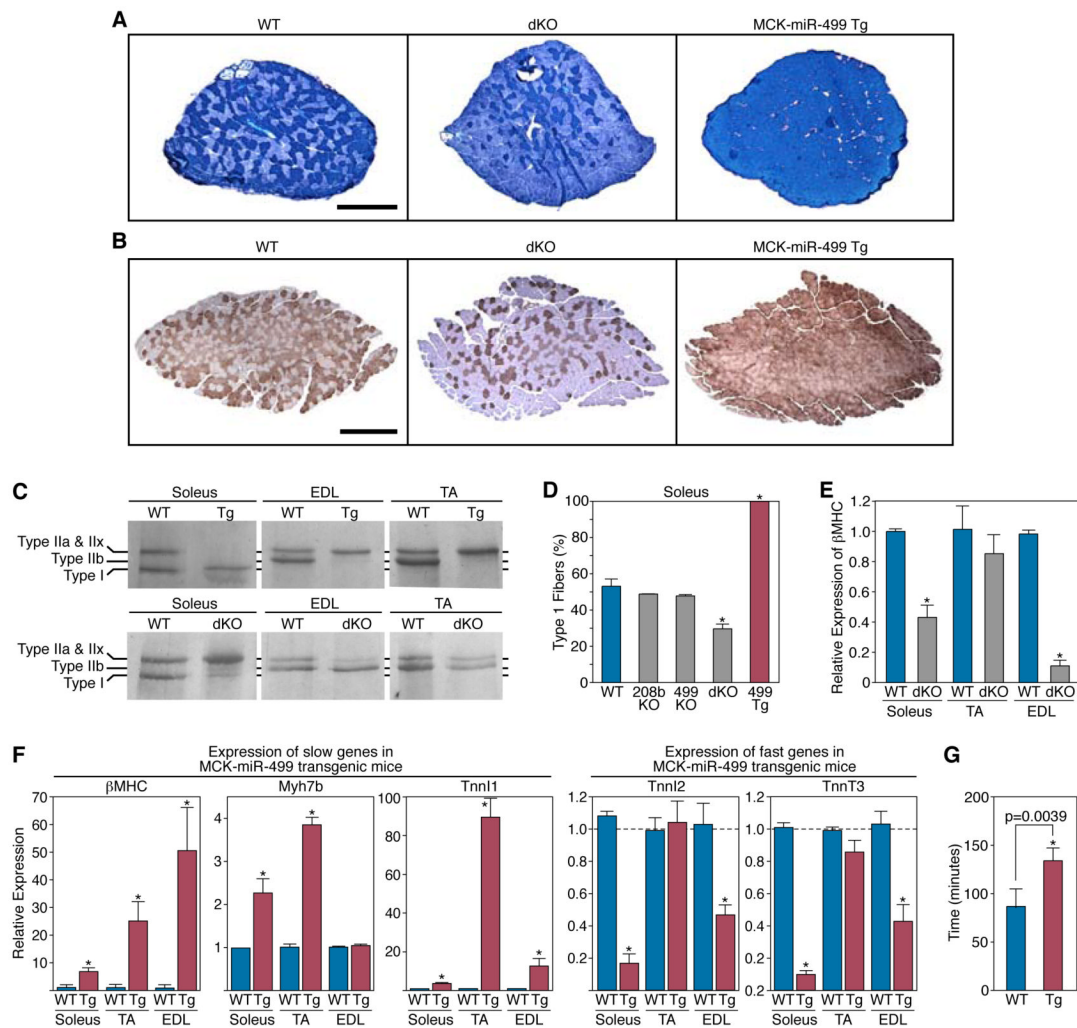 A
WT
dKO
MCK-miR-499 Tg
B
WT
dKO
MCK-miR-499 Tg
C
Soleus
EDL
TA
WT
Tg
WT
Tg
WT
Tg
Type IIa & IIx
Type IIb
Type I
Soleus
EDL
TA
WT
dKO
WT
dKO
WT
dKO
Type IIa & IIx
Type IIb
Type I
D
Soleus
Type 1 Fibers (%)
100
80
60
40
20
0
*
*
WT
208b KO
499 KO
dKO
499 Tg
E
Relative Expression of βMHC
1.2
1.0
0.8
0.6
0.4
0.2
0
*
*
WT
dKO
WT
dKO
WT
dKO
Soleus
TA
EDL
F
Expression of slow genes in
MCK-miR-499 transgenic mice
Expression of fast genes in
MCK-miR-499 transgenic mice
βMHC
Myh7b
TnnI1
TnnI2
TnnT3
Relative Expression
70
60
50
40
30
20
10
*
*
*
WT Tg
WT Tg
WT Tg
Soleus
TA
EDL
4
2
1
*
*
WT Tg
WT Tg
WT Tg
Soleus
TA
EDL
100
80
60
40
20
*
*
*
WT Tg
WT Tg
WT Tg
Soleus
TA
EDL
1.2
1.0
0.8
0.6
0.4
0.2
0.2
*
*
WT Tg
WT Tg
WT Tg
Soleus
TA
EDL
1.2
1.0
0.8
0.6
0.4
0.2
0.2
*
*
WT Tg
WT Tg
WT Tg
Soleus
TA
EDL
G
Time (minutes)
200
150
100
50
0
p=0.0039
*
WT
Tg